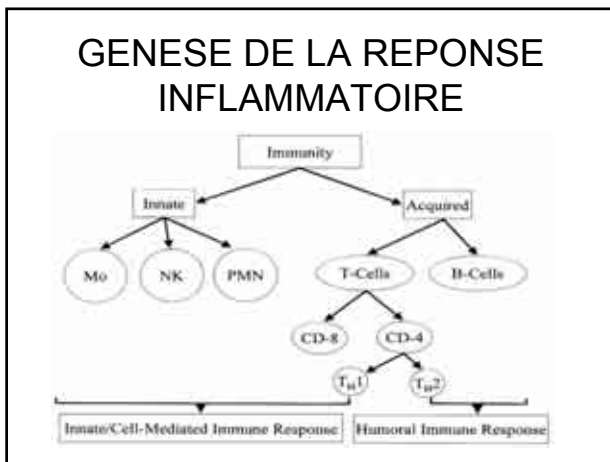 GENESE DE LA REPONSE
INFLAMMATOIRE
Immunity
Innate
Acquired
Mo
NK
PMN
T-Cells
B-Cells
CD-8
CD-4
TH1
TH2
Innate/Cell-Mediated Immune Response
Humoral Immune Response